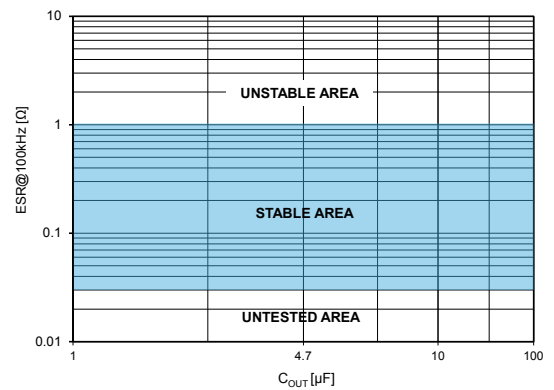 10
UNSTABLE AREA
1
ESR@100kHz [Ω]
STABLE AREA
0.1
UNTESTED AREA
0.01
1
4.7
10
100
COUT [µF]